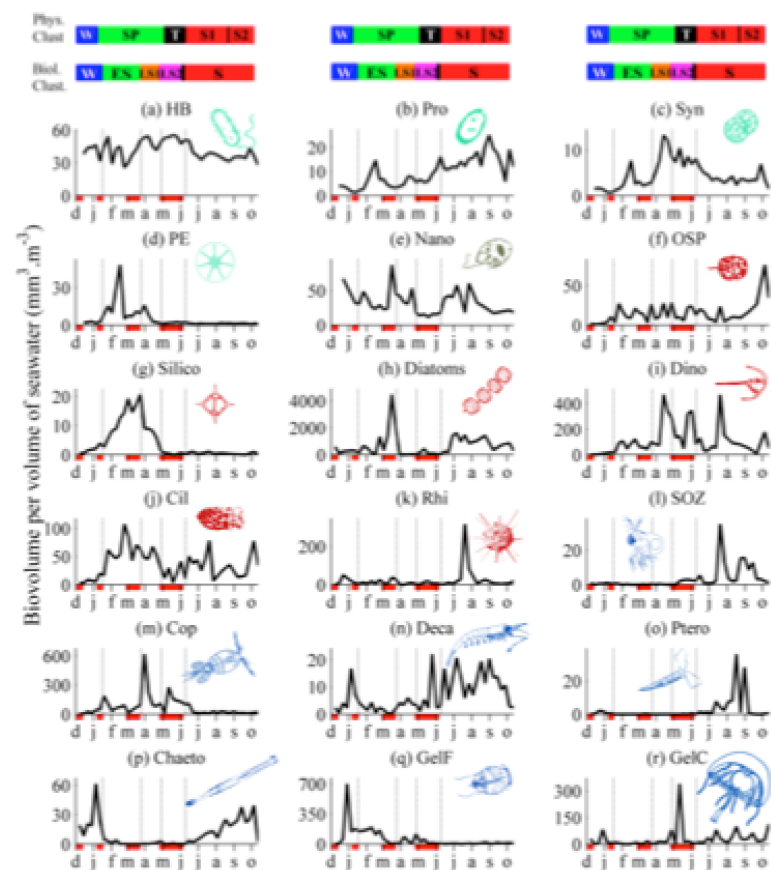 Phys. Clust W SP T S1 S2 W SP T S1 S2 W SP T S1 S2
Biol. Clust. W ES LS1 LS2 S W ES LS1 LS2 S W ES LS1 LS2 S
Biovolume per volume of seawater (mm³.m⁻³)
(a) HB (b) Pro (c) Syn
60 30 0 20 10 0 10 0
d j f m a m j j a s o d j f m a m j j a s o d j f m a m j j a s o
(d) PE (e) Nano (f) OSP
30 0 50 0 50 0
d j f m a m j j a s o d j f m a m j j a s o d j f m a m j j a s o
(g) Silico (h) Diatoms (i) Dino
20 10 0 4000 2000 0 400 200 0
d j f m a m j j a s o d j f m a m j j a s o d j f m a m j j a s o
(j) Cil (k) Rhi (l) SOZ
100 50 0 200 0 20 0
d j f m a m j j a s o d j f m a m j j a s o d j f m a m j j a s o
(m) Cop (n) Deca (o) Ptero
600 300 0 20 10 0 20 0
d j f m a m j j a s o d j f m a m j j a s o d j f m a m j j a s o
(p) Chaeto (q) GelF (r) GelC
60 30 0 700 350 0 300 150 0
d j f m a m j j a s o d j f m a m j j a s o d j f m a m j j a s o